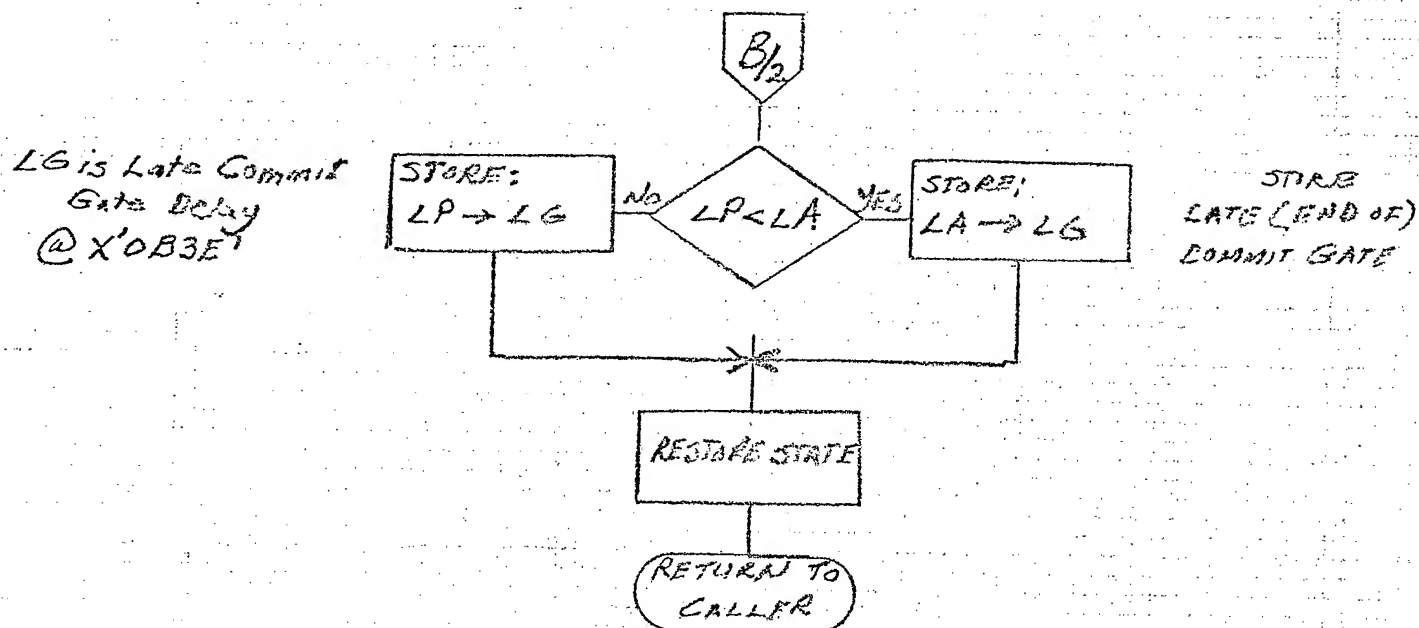 B/2
LG is Late Commit
Gate Delay
@ X'0B3E'
STORE:
LP → LG
NO
LP < LA
YES
STORE;
LA → LG
STORE
LATE (END OF)
COMMIT GATE
RESTORE STATE
RETURN TO
CALLER